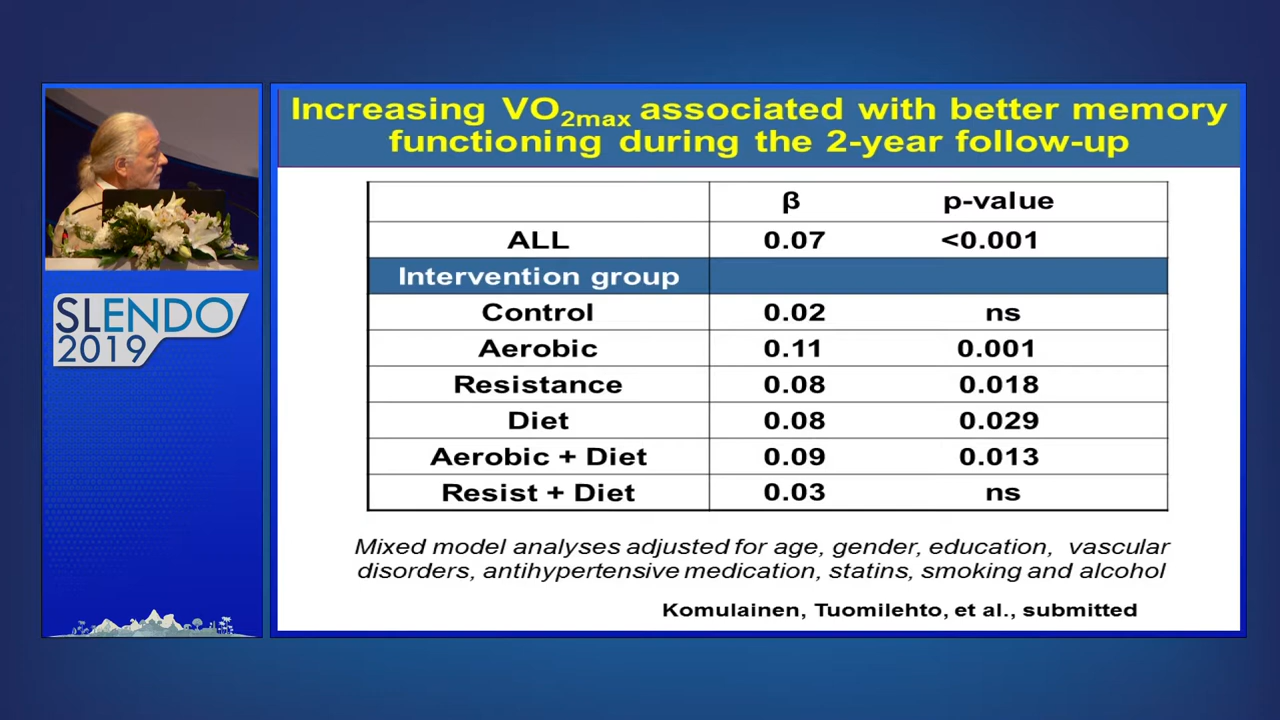 Increasing VO2max associated with better memory
functioning during the 2-year follow-up
β p-value
ALL 0.07 <0.001
Intervention group
Control 0.02 ns
Aerobic 0.11 0.001
Resistance 0.08 0.018
Diet 0.08 0.029
Aerobic + Diet 0.09 0.013
Resist + Diet 0.03 ns
Mixed model analyses adjusted for age, gender, education, vascular
disorders, antihypertensive medication, statins, smoking and alcohol
Komulainen, Tuomilehto, et al., submitted
SLENDO
2019